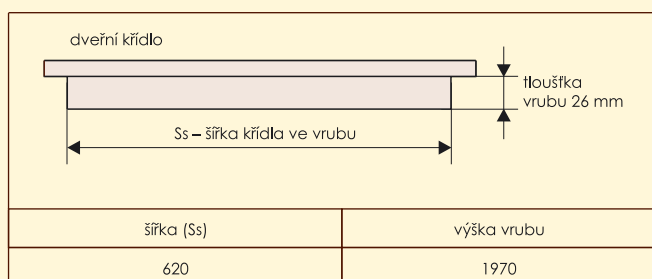 dveřní křídlo
tloušťka
vrubu 26 mm
Ss – šířka křídla ve vrubu
šířka (Ss) výška vrubu
620 1970